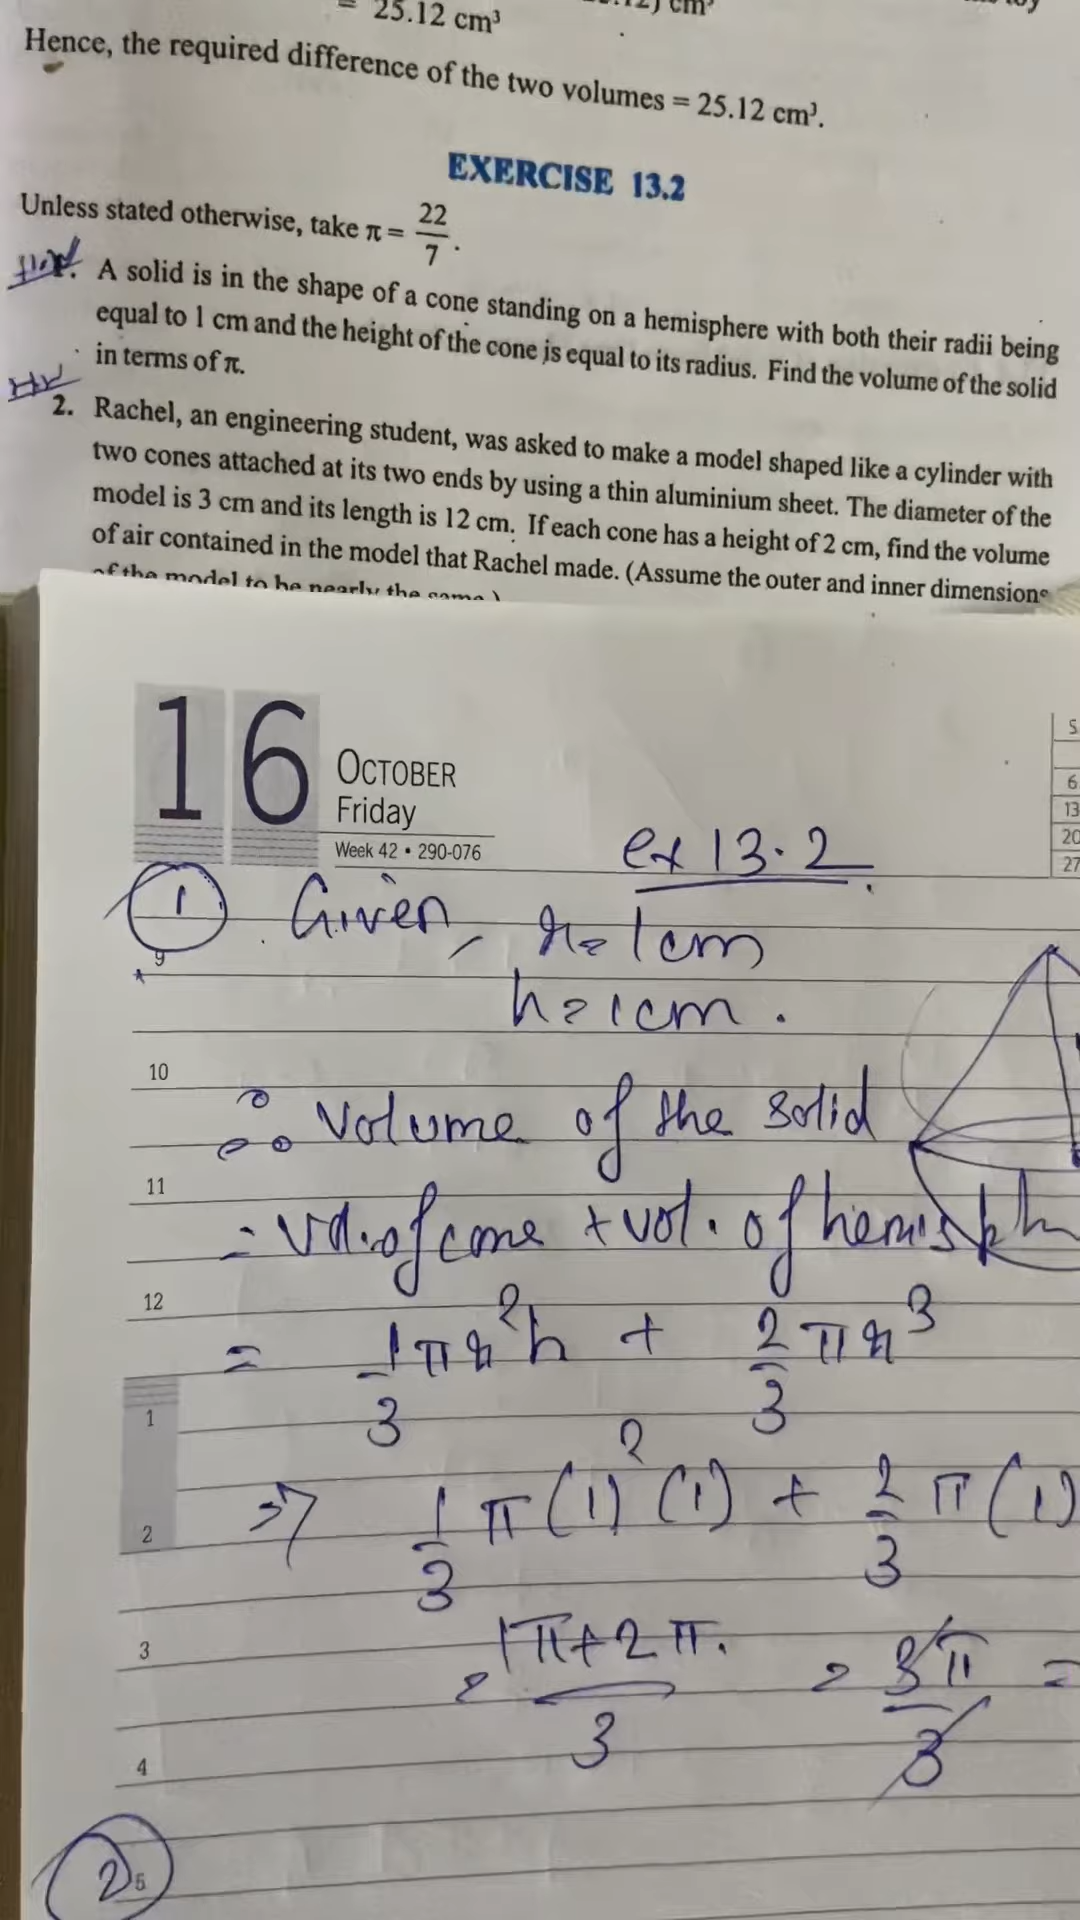 = 25.12 cm³
Hence, the required difference of the two volumes = 25.12 cm³.
EXERCISE 13.2
Unless stated otherwise, take π = 22/7.
1. A solid is in the shape of a cone standing on a hemisphere with both their radii being
equal to 1 cm and the height of the cone is equal to its radius. Find the volume of the solid
in terms of π.
2. Rachel, an engineering student, was asked to make a model shaped like a cylinder with
two cones attached at its two ends by using a thin aluminium sheet. The diameter of the
model is 3 cm and its length is 12 cm. If each cone has a height of 2 cm, find the volume
of air contained in the model that Rachel made. (Assume the outer and inner dimensions
of the model to be nearly the same.)
16 OCTOBER
Friday
Week 42 • 290-076
S
6
13
20
27
ex 13.2
1 Given, r = 1cm
9
h = 1cm.
10
∴ Volume of the solid
11
= Vol. of cone + vol. of hemisph
12
= 1/3 πr²h + 2/3 πr³
1
⇒ 1/3 π(1)²(1) + 2/3 π(1)
2
3
= 1π+2π. / 3 = 3π/3 =
4
2
5